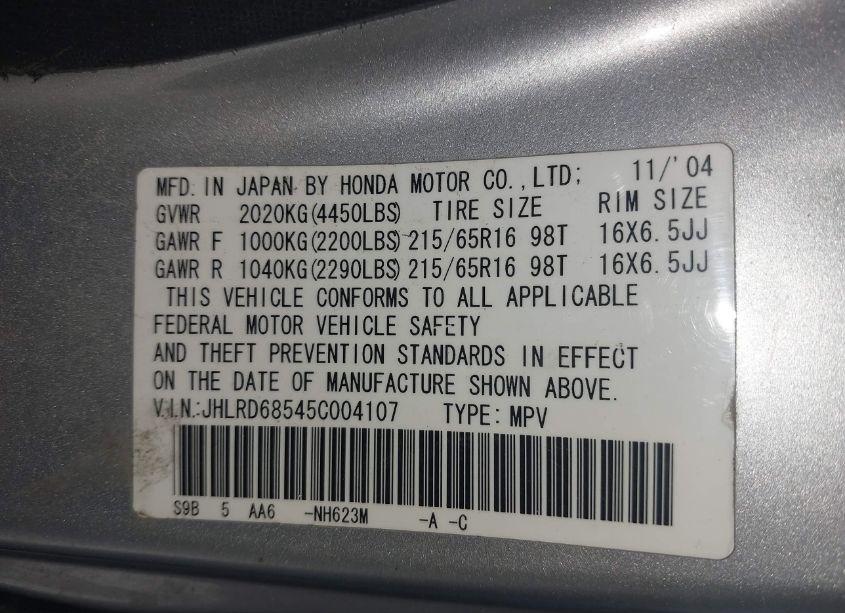 MFD. IN JAPAN BY HONDA MOTOR CO.,LTD; 11/'04
GVWR 2020KG(4450LBS) TIRE SIZE RIM SIZE
GAWR F 1000KG(2200LBS) 215/65R16 98T 16X6.5JJ
GAWR R 1040KG(2290LBS) 215/65R16 98T 16X6.5JJ
THIS VEHICLE CONFORMS TO ALL APPLICABLE
FEDERAL MOTOR VEHICLE SAFETY
AND THEFT PREVENTION STANDARDS IN EFFECT
ON THE DATE OF MANUFACTURE SHOWN ABOVE.
V.I.N.:JHLRD68545C004107 TYPE: MPV
S9B 5 AA6 -NH623M -A -C